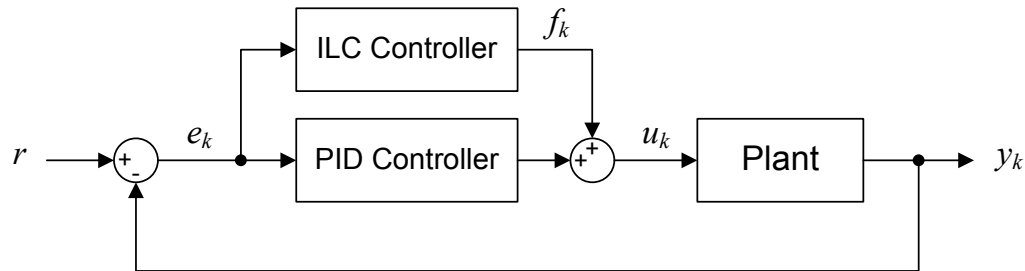 ILC Controller
f_k
r
+
-
e_k
PID Controller
+
+
u_k
Plant
y_k